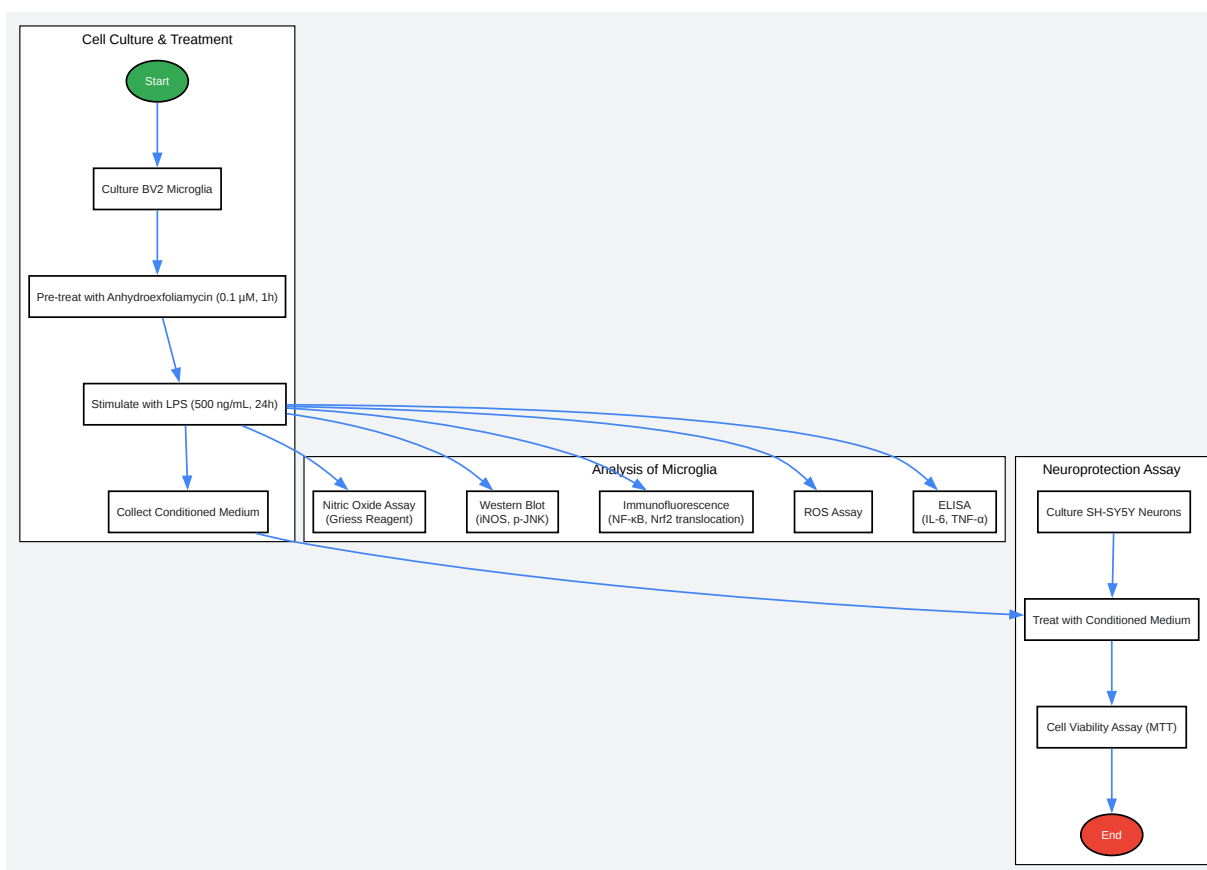 Cell Culture & Treatment
Start
Culture BV2 Microglia
Pre-treat with Anhydroexfoliamycin (0.1 µM, 1h)
Stimulate with LPS (500 ng/mL, 24h)
Collect Conditioned Medium
Analysis of Microglia
Nitric Oxide Assay
(Griess Reagent)
Western Blot
(iNOS, p-JNK)
Immunofluorescence
(NF-κB, Nrf2 translocation)
ROS Assay
ELISA
(IL-6, TNF-α)
Neuroprotection Assay
Culture SH-SY5Y Neurons
Treat with Conditioned Medium
Cell Viability Assay (MTT)
End